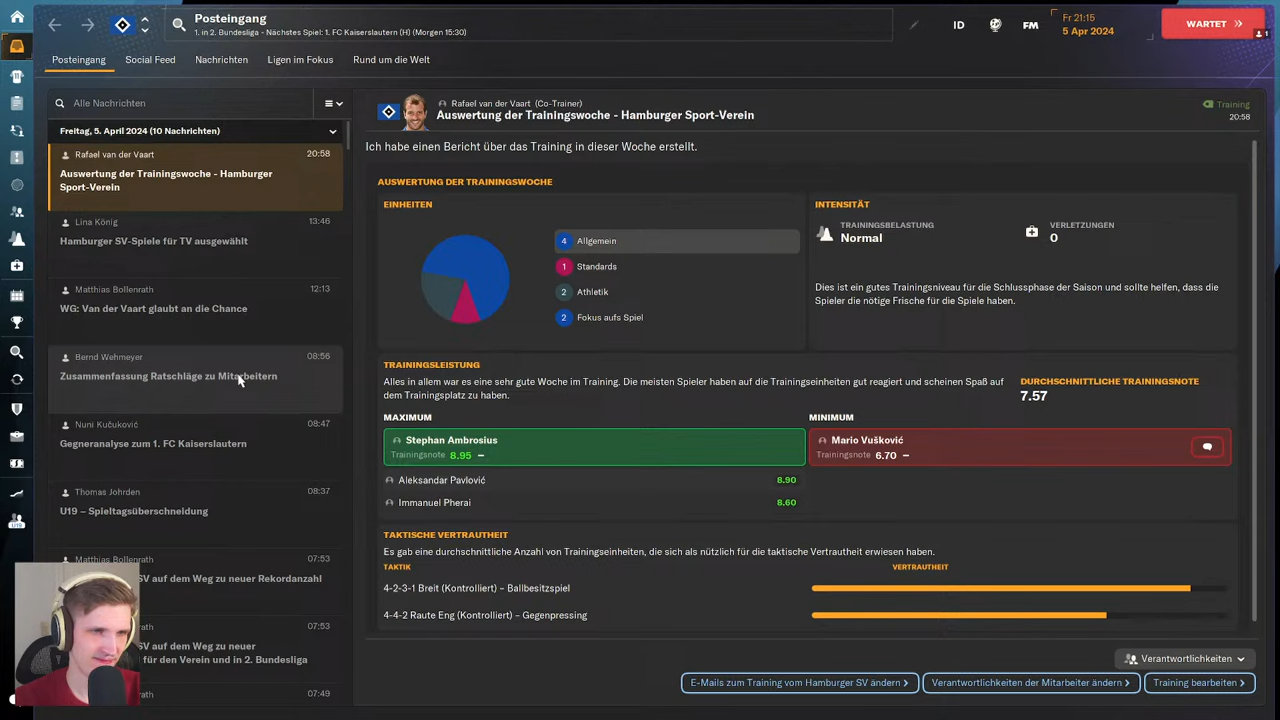 Posteingang
1. in 2. Bundesliga - Nächstes Spiel: 1. FC Kaiserslautern (H) (Morgen 15:30)
ID
FM
Fr 21:15
5 Apr 2024
WARTET
1
Posteingang
Social Feed
Nachrichten
Ligen im Fokus
Rund um die Welt
Alle Nachrichten
Freitag, 5. April 2024 (10 Nachrichten)
Rafael van der Vaart
20:58
Auswertung der Trainingswoche - Hamburger
Sport-Verein
Lina König
13:46
Hamburger SV-Spiele für TV ausgewählt
Matthias Bollenrath
12:13
WG: Van der Vaart glaubt an die Chance
Bernd Wehmeyer
08:56
Zusammenfassung Ratschläge zu Mitarbeitern
Nuni Kučuković
08:47
Gegneranalyse zum 1. FC Kaiserslautern
Thomas Johrden
08:37
U19 – Spieltagsüberschneidung
Matthias Bollenrath
07:53
SV auf dem Weg zu neuer Rekordanzahl
07:53
SV auf dem Weg zu neuer
für den Verein und in 2. Bundesliga
07:49
U19
Rafael van der Vaart (Co-Trainer)
Auswertung der Trainingswoche - Hamburger Sport-Verein
Training
20:58
Ich habe einen Bericht über das Training in dieser Woche erstellt.
AUSWERTUNG DER TRAININGSWOCHE
EINHEITEN
4 Allgemein
1 Standards
2 Athletik
2 Fokus aufs Spiel
INTENSITÄT
TRAININGSBELASTUNG
Normal
VERLETZUNGEN
0
Dies ist ein gutes Trainingsniveau für die Schlussphase der Saison und sollte helfen, dass die
Spieler die nötige Frische für die Spiele haben.
TRAININGSLEISTUNG
Alles in allem war es eine sehr gute Woche im Training. Die meisten Spieler haben auf die Trainingseinheiten gut reagiert und scheinen Spaß auf
dem Trainingsplatz zu haben.
DURCHSCHNITTLICHE TRAININGSNOTE
7.57
MAXIMUM
Stephan Ambrosius
Trainingsnote 8.95 –
Aleksandar Pavlović 8.90
Immanuel Pherai 8.60
MINIMUM
Mario Vušković
Trainingsnote 6.70 –
TAKTISCHE VERTRAUTHEIT
Es gab eine durchschnittliche Anzahl von Trainingseinheiten, die sich als nützlich für die taktische Vertrautheit erwiesen haben.
TAKTIK
VERTRAUTHEIT
4-2-3-1 Breit (Kontrolliert) – Ballbesitzspiel
4-4-2 Raute Eng (Kontrolliert) – Gegenpressing
Verantwortlichkeiten
E-Mails zum Training vom Hamburger SV ändern
Verantwortlichkeiten der Mitarbeiter ändern
Training bearbeiten